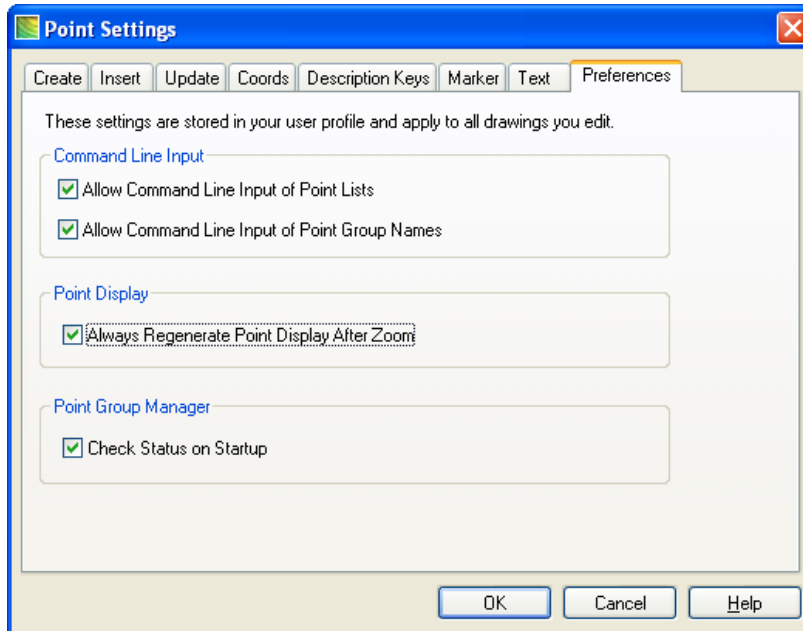 Point Settings
Create Insert Update Coords Description Keys Marker Text Preferences
These settings are stored in your user profile and apply to all drawings you edit.
Command Line Input
Allow Command Line Input of Point Lists
Allow Command Line Input of Point Group Names
Point Display
Always Regenerate Point Display After Zoom
Point Group Manager
Check Status on Startup
OK Cancel Help